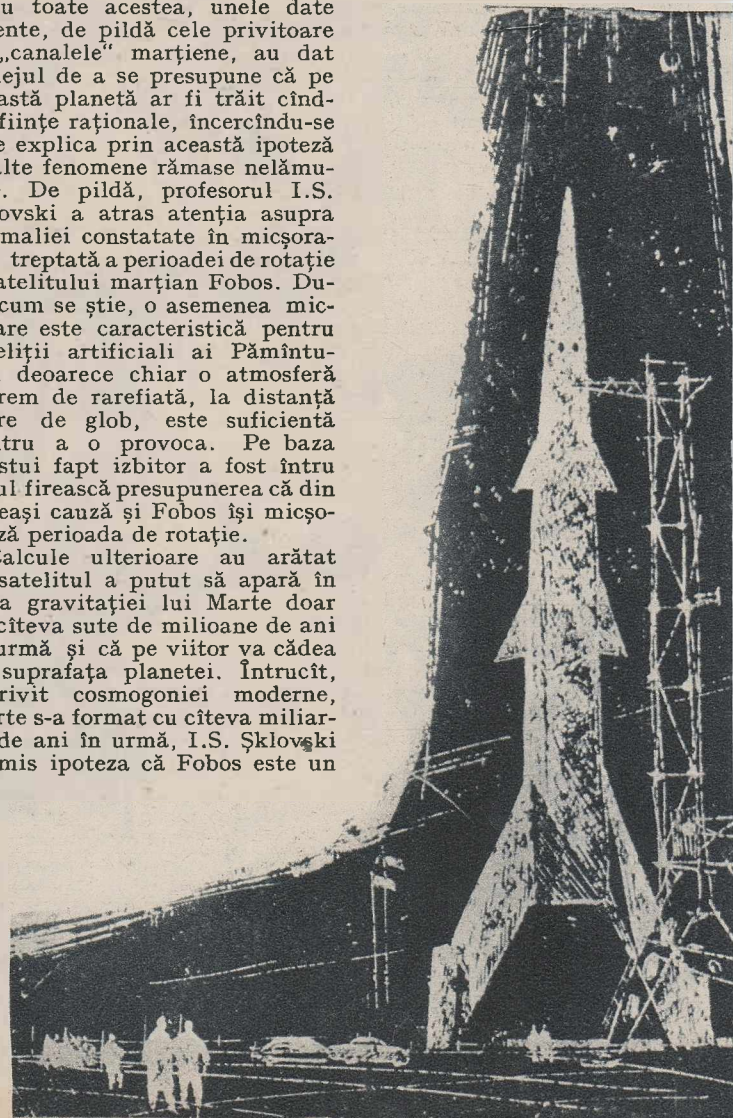 u toate acestea, unele date
ente, de pildă cele privitoare
„canalele“ marțiene, au dat
ejul de a se presupune că pe
astă planetă ar fi trăit cînd-
ființe raționale, încercîndu-se
e explica prin această ipoteză
alte fenomene rămase nelămu-
. De pildă, profesorul I.S.
ovski a atras atenția asupra
maliei constatate în micșora-
treptată a perioadei de rotație
atelitului marțian Fobos. Du-
cum se știe, o asemenea mic-
are este caracteristică pentru
eliții artificiali ai Pămîntu-
deoarece chiar o atmosferă
rem de rarefiată, la distanță
re de glob, este suficientă
tru a o provoca. Pe baza
stui fapt izbitor a fost întru
ul firească presupunerea că din
eași cauză și Fobos își micșo-
ză perioada de rotație.
Calcule ulterioare au arătat
satelitul a putut să apară în
a gravitației lui Marte doar
cîteva sute de milioane de ani
urmă și că pe viitor va cădea
suprafața planetei. Întrucît,
rivit cosmogoniei moderne,
rte s-a format cu cîteva miliar-
de ani în urmă, I.S. Șklovski
mis ipoteza că Fobos este un